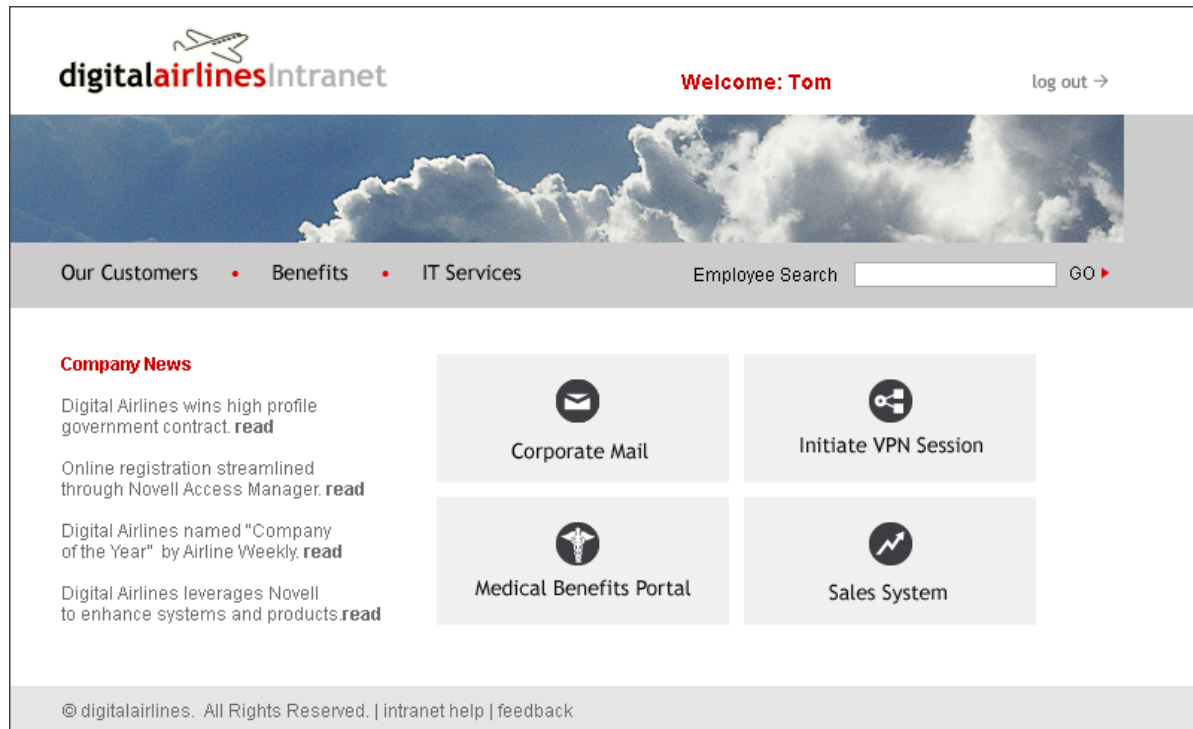 digitalairlinesIntranet
Welcome: Tom
log out →
Our Customers • Benefits • IT Services
Employee Search
GO
Company News
Digital Airlines wins high profile
government contract. read
Online registration streamlined
through Novell Access Manager. read
Digital Airlines named "Company
of the Year" by Airline Weekly. read
Digital Airlines leverages Novell
to enhance systems and products.read
Corporate Mail
Initiate VPN Session
Medical Benefits Portal
Sales System
© digitalairlines. All Rights Reserved. | intranet help | feedback